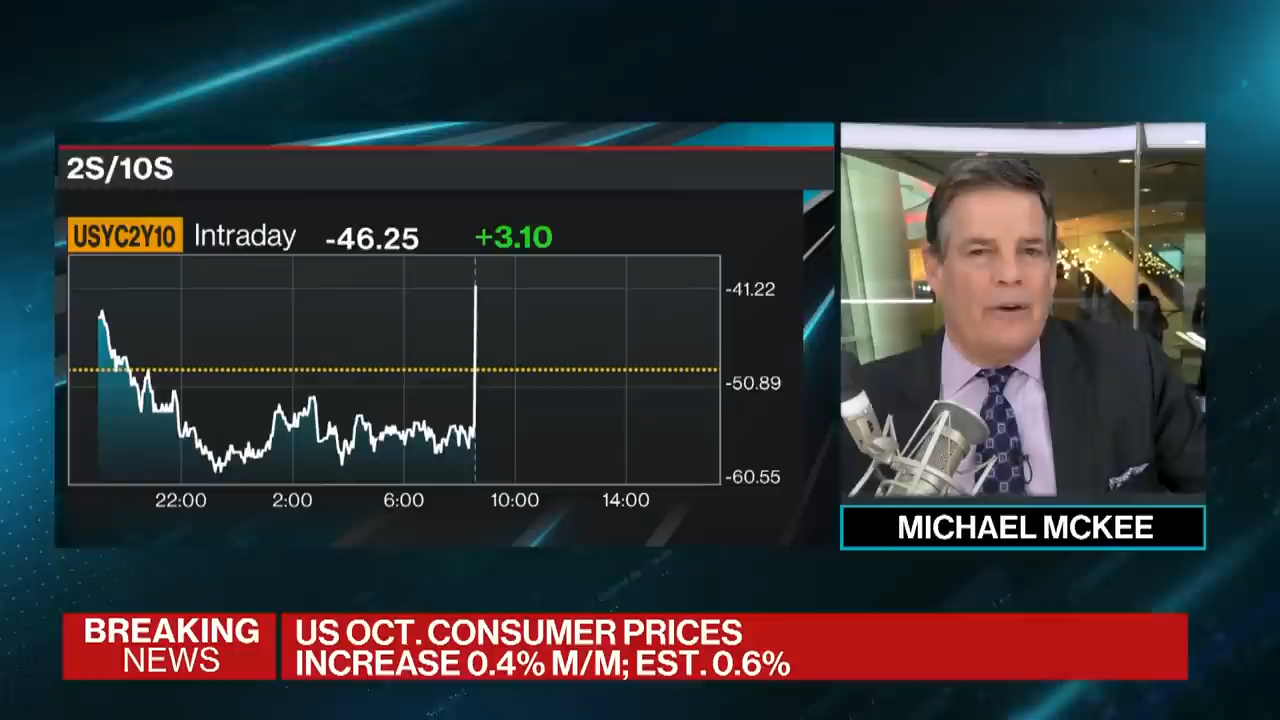 2S/10S
USYC2Y10 Intraday -46.25 +3.10
-41.22
-50.89
-60.55
22:00 2:00 6:00 10:00 14:00
MICHAEL MCKEE
BREAKING
NEWS
US OCT. CONSUMER PRICES
INCREASE 0.4% M/M; EST. 0.6%